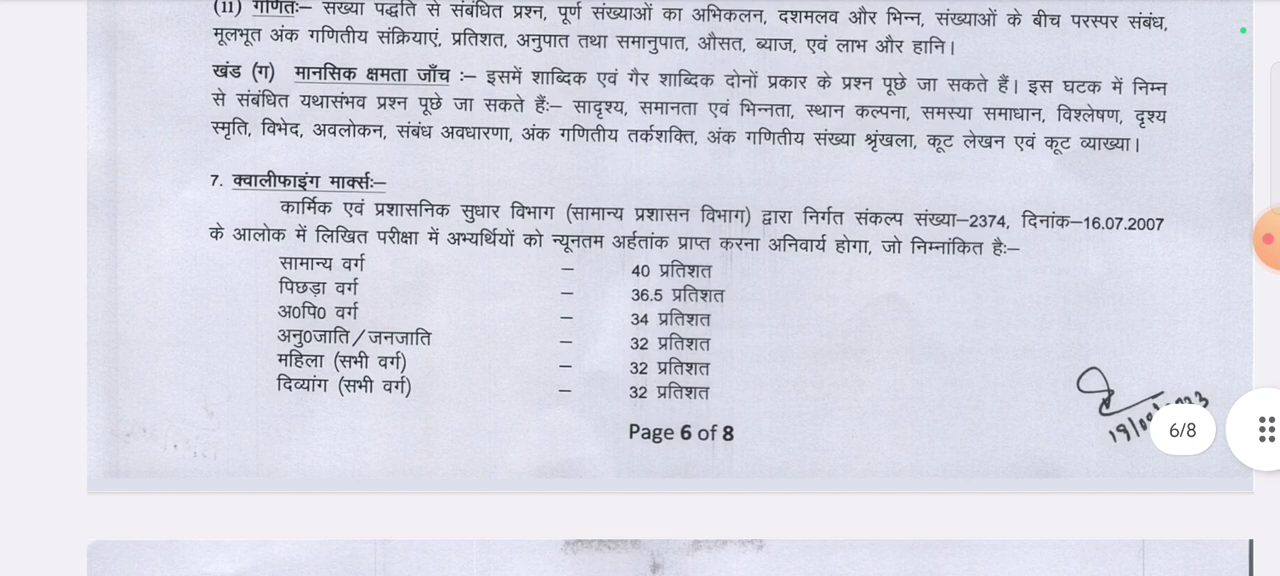 (ii) गणितः– संख्या पद्धति से संबंधित प्रश्न, पूर्ण संख्याओं का अभिकलन, दशमलव और भिन्न, संख्याओं के बीच परस्पर संबंध,
मूलभूत अंक गणितीय संक्रियाएं, प्रतिशत, अनुपात तथा समानुपात, औसत, ब्याज, एवं लाभ और हानि।
खंड (ग) मानसिक क्षमता जाँच :– इसमें शाब्दिक एवं गैर शाब्दिक दोनों प्रकार के प्रश्न पूछे जा सकते हैं। इस घटक में निम्न
से संबंधित यथासंभव प्रश्न पूछे जा सकते हैंः– सादृश्य, समानता एवं भिन्नता, स्थान कल्पना, समस्या समाधान, विश्लेषण, दृश्य
स्मृति, विभेद, अवलोकन, संबंध अवधारणा, अंक गणितीय तर्कशक्ति, अंक गणितीय संख्या श्रृंखला, कूट लेखन एवं कूट व्याख्या।
7. क्वालीफाइंग मार्क्सः–
कार्मिक एवं प्रशासनिक सुधार विभाग (सामान्य प्रशासन विभाग) द्वारा निर्गत संकल्प संख्या–2374, दिनांक–16.07.2007
के आलोक में लिखित परीक्षा में अभ्यर्थियों को न्यूनतम अर्हतांक प्राप्त करना अनिवार्य होगा, जो निम्नांकित हैः–
सामान्य वर्ग – 40 प्रतिशत
पिछड़ा वर्ग – 36.5 प्रतिशत
अ0पि0 वर्ग – 34 प्रतिशत
अनु0जाति/जनजाति – 32 प्रतिशत
महिला (सभी वर्ग) – 32 प्रतिशत
दिव्यांग (सभी वर्ग) – 32 प्रतिशत
Page 6 of 8
6/8